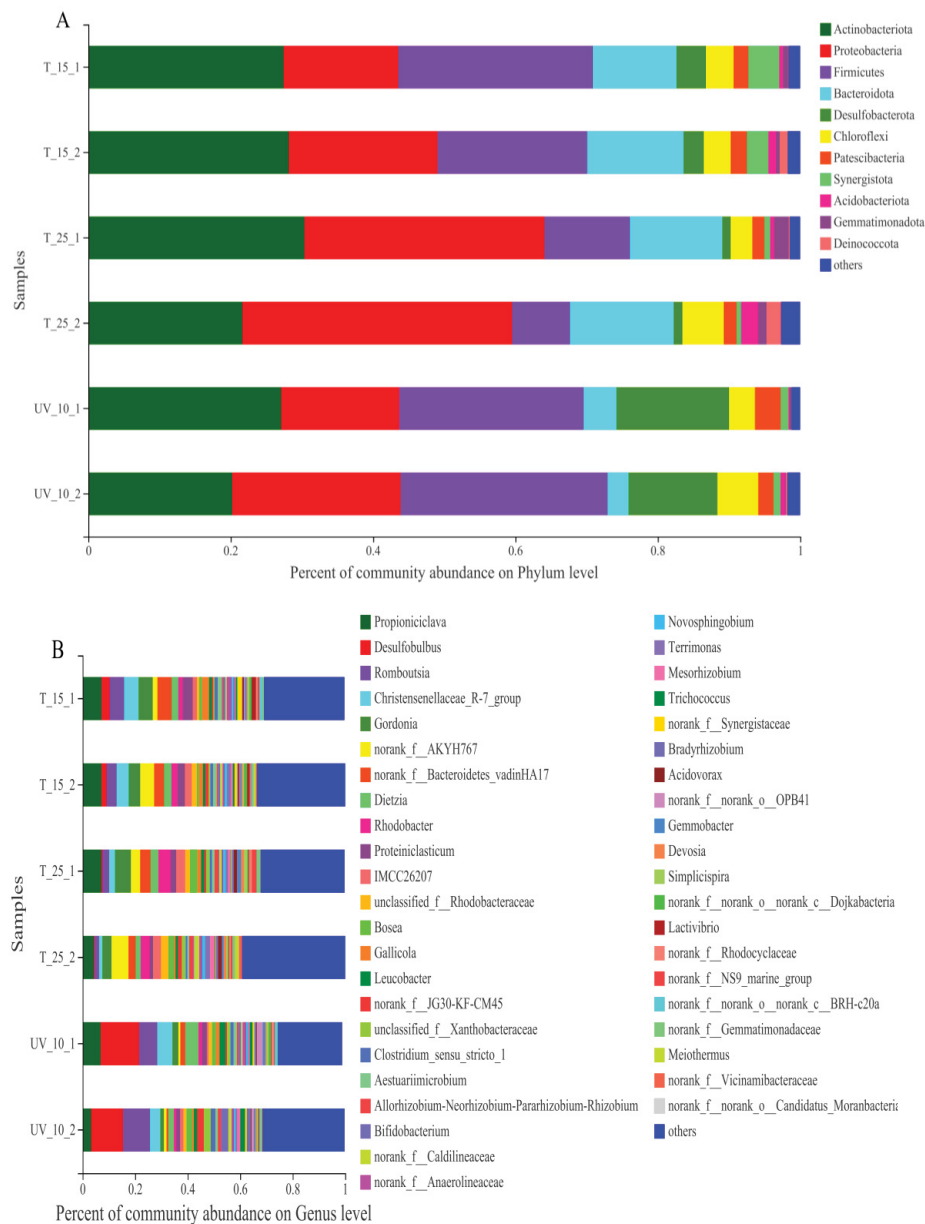 A
Samples
T_15_1
T_15_2
T_25_1
T_25_2
UV_10_1
UV_10_2
0 0.2 0.4 0.6 0.8 1
Percent of community abundance on Phylum level
Actinobacteriota
Proteobacteria
Firmicutes
Bacteroidota
Desulfobacterota
Chloroflexi
Patescibacteria
Synergistota
Acidobacteriota
Gemmatimonadota
Deinococcota
others
B
Samples
T_15_1
T_15_2
T_25_1
T_25_2
UV_10_1
UV_10_2
0 0.2 0.4 0.6 0.8 1
Percent of community abundance on Genus level
Propioniciclava
Desulfobulbus
Romboutsia
Christensenellaceae_R-7_group
Gordonia
norank_f__AKYH767
norank_f__Bacteroidetes_vadinHA17
Dietzia
Rhodobacter
Proteiniclasticum
IMCC26207
unclassified_f__Rhodobacteraceae
Bosea
Gallicola
Leucobacter
norank_f__JG30-KF-CM45
unclassified_f__Xanthobacteraceae
Clostridium_sensu_stricto_1
Aestuariimicrobium
Allorhizobium-Neorhizobium-Pararhizobium-Rhizobium
Bifidobacterium
norank_f__Caldilineaceae
norank_f__Anaerolineaceae
Novosphingobium
Terrimonas
Mesorhizobium
Trichococcus
norank_f__Synergistaceae
Bradyrhizobium
Acidovorax
norank_f__norank_o__OPB41
Gemmobacter
Devosia
Simplicispira
norank_f__norank_o__norank_c__Dojkabacteria
Lactivibrio
norank_f__Rhodocyclaceae
norank_f__NS9_marine_group
norank_f__norank_o__norank_c__BRH-c20a
norank_f__Gemmatimonadaceae
Meiothermus
norank_f__Vicinamibacteraceae
norank_f__norank_o__Candidatus_Moranbacteria
others